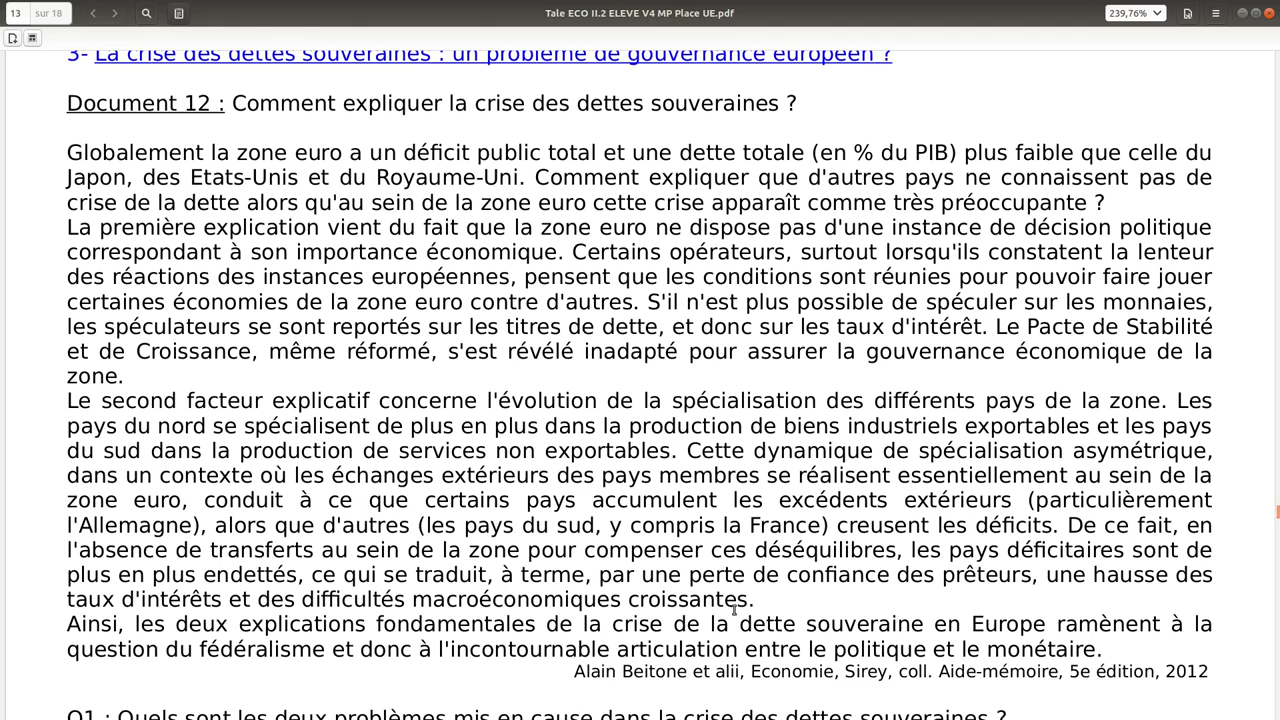 13 sur 18
Tale ECO II.2 ELEVE V4 MP Place UE.pdf
239,76%
3- La crise des dettes souveraines : un problème de gouvernance européen ?
Document 12 : Comment expliquer la crise des dettes souveraines ?
Globalement la zone euro a un déficit public total et une dette totale (en % du PIB) plus faible que celle du
Japon, des Etats-Unis et du Royaume-Uni. Comment expliquer que d'autres pays ne connaissent pas de
crise de la dette alors qu'au sein de la zone euro cette crise apparaît comme très préoccupante ?
La première explication vient du fait que la zone euro ne dispose pas d'une instance de décision politique
correspondant à son importance économique. Certains opérateurs, surtout lorsqu'ils constatent la lenteur
des réactions des instances européennes, pensent que les conditions sont réunies pour pouvoir faire jouer
certaines économies de la zone euro contre d'autres. S'il n'est plus possible de spéculer sur les monnaies,
les spéculateurs se sont reportés sur les titres de dette, et donc sur les taux d'intérêt. Le Pacte de Stabilité
et de Croissance, même réformé, s'est révélé inadapté pour assurer la gouvernance économique de la
zone.
Le second facteur explicatif concerne l'évolution de la spécialisation des différents pays de la zone. Les
pays du nord se spécialisent de plus en plus dans la production de biens industriels exportables et les pays
du sud dans la production de services non exportables. Cette dynamique de spécialisation asymétrique,
dans un contexte où les échanges extérieurs des pays membres se réalisent essentiellement au sein de la
zone euro, conduit à ce que certains pays accumulent les excédents extérieurs (particulièrement
l'Allemagne), alors que d'autres (les pays du sud, y compris la France) creusent les déficits. De ce fait, en
l'absence de transferts au sein de la zone pour compenser ces déséquilibres, les pays déficitaires sont de
plus en plus endettés, ce qui se traduit, à terme, par une perte de confiance des prêteurs, une hausse des
taux d'intérêts et des difficultés macroéconomiques croissantes.
Ainsi, les deux explications fondamentales de la crise de la dette souveraine en Europe ramènent à la
question du fédéralisme et donc à l'incontournable articulation entre le politique et le monétaire.
Alain Beitone et alii, Economie, Sirey, coll. Aide-mémoire, 5e édition, 2012
Q1 : Quels sont les deux problèmes mis en cause dans la crise des dettes souveraines ?